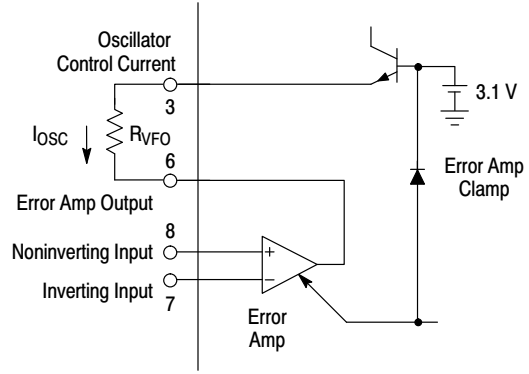 Oscillator
Control Current
3
3.1 V
IOSC
RVFO
6
Error Amp Output
Error Amp
Clamp
8
Noninverting Input
+
Inverting Input
−
7
Error
Amp